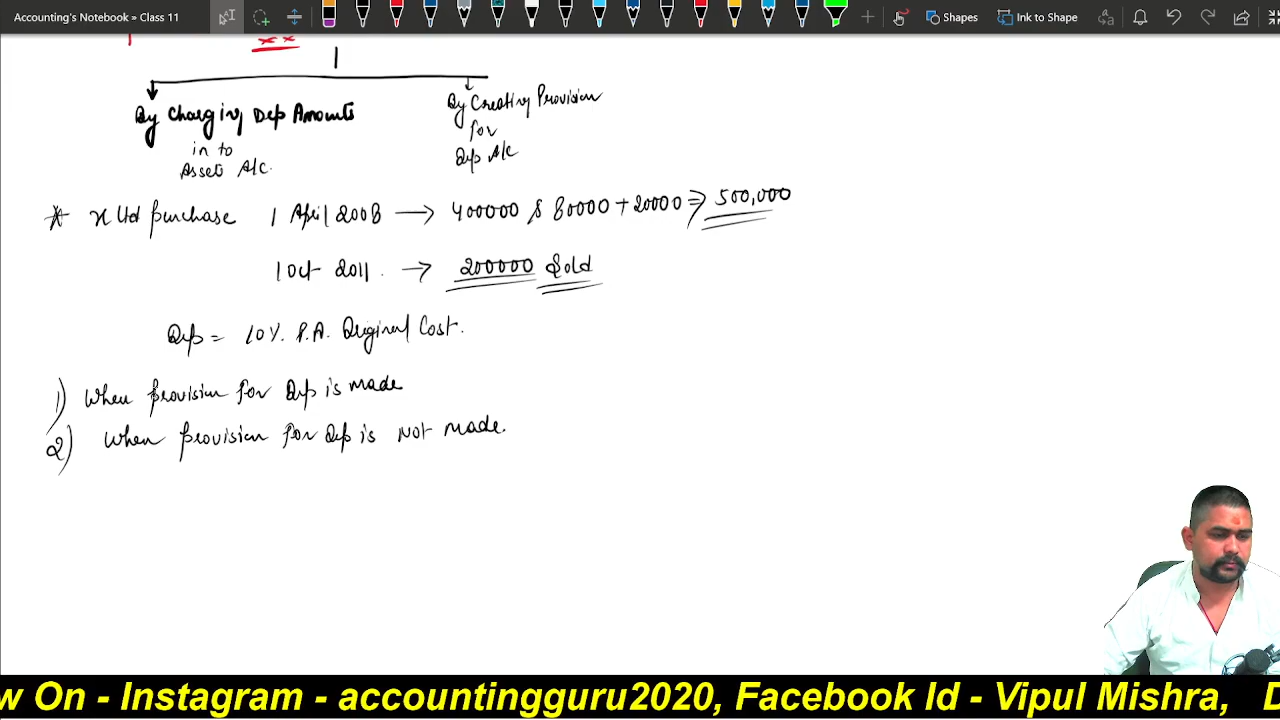 Accounting's Notebook » Class 11
Shapes
Ink to Shape
xx
By Charging Dep Amounts
in to
Assets A/c.
By Creating Provision
for
Dep A/c
* x Ltd purchase 1 April 2008 → 400000 & 80000 + 20000 ⇒ 500,000
1 Oct 2011. → 200000 Sold
Dep = 10%. P.A. Original Cost.
1) When provision for Dep is made
2) When provision for Dep is Not made.
w On - Instagram - accountingguru2020, Facebook Id - Vipul Mishra, D